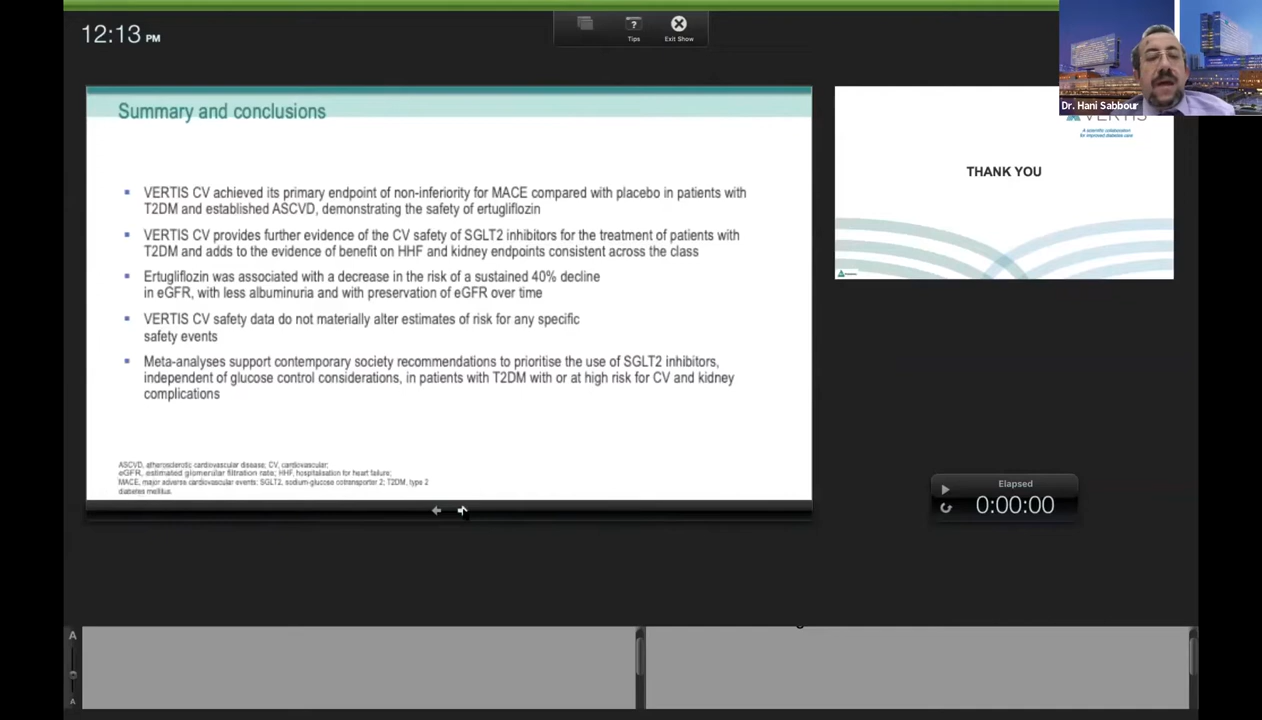 12:13 PM
Tips
Exit Show
Dr. Hani Sabbour
Summary and conclusions
VERTIS CV achieved its primary endpoint of non-inferiority for MACE compared with placebo in patients with
T2DM and established ASCVD, demonstrating the safety of ertugliflozin
VERTIS CV provides further evidence of the CV safety of SGLT2 inhibitors for the treatment of patients with
T2DM and adds to the evidence of benefit on HHF and kidney endpoints consistent across the class
Ertugliflozin was associated with a decrease in the risk of a sustained 40% decline
in eGFR, with less albuminuria and with preservation of eGFR over time
VERTIS CV safety data do not materially alter estimates of risk for any specific
safety events
Meta-analyses support contemporary society recommendations to prioritise the use of SGLT2 inhibitors,
independent of glucose control considerations, in patients with T2DM with or at high risk for CV and kidney
complications
ASCVD, atherosclerotic cardiovascular disease; CV, cardiovascular;
eGFR, estimated glomerular filtration rate; HHF, hospitalisation for heart failure;
MACE, major adverse cardiovascular events; SGLT2, sodium-glucose cotransporter 2; T2DM, type 2
diabetes mellitus.
VERTIS
A scientific collaboration
for improved diabetes care
THANK YOU
Elapsed
0:00:00
A
A